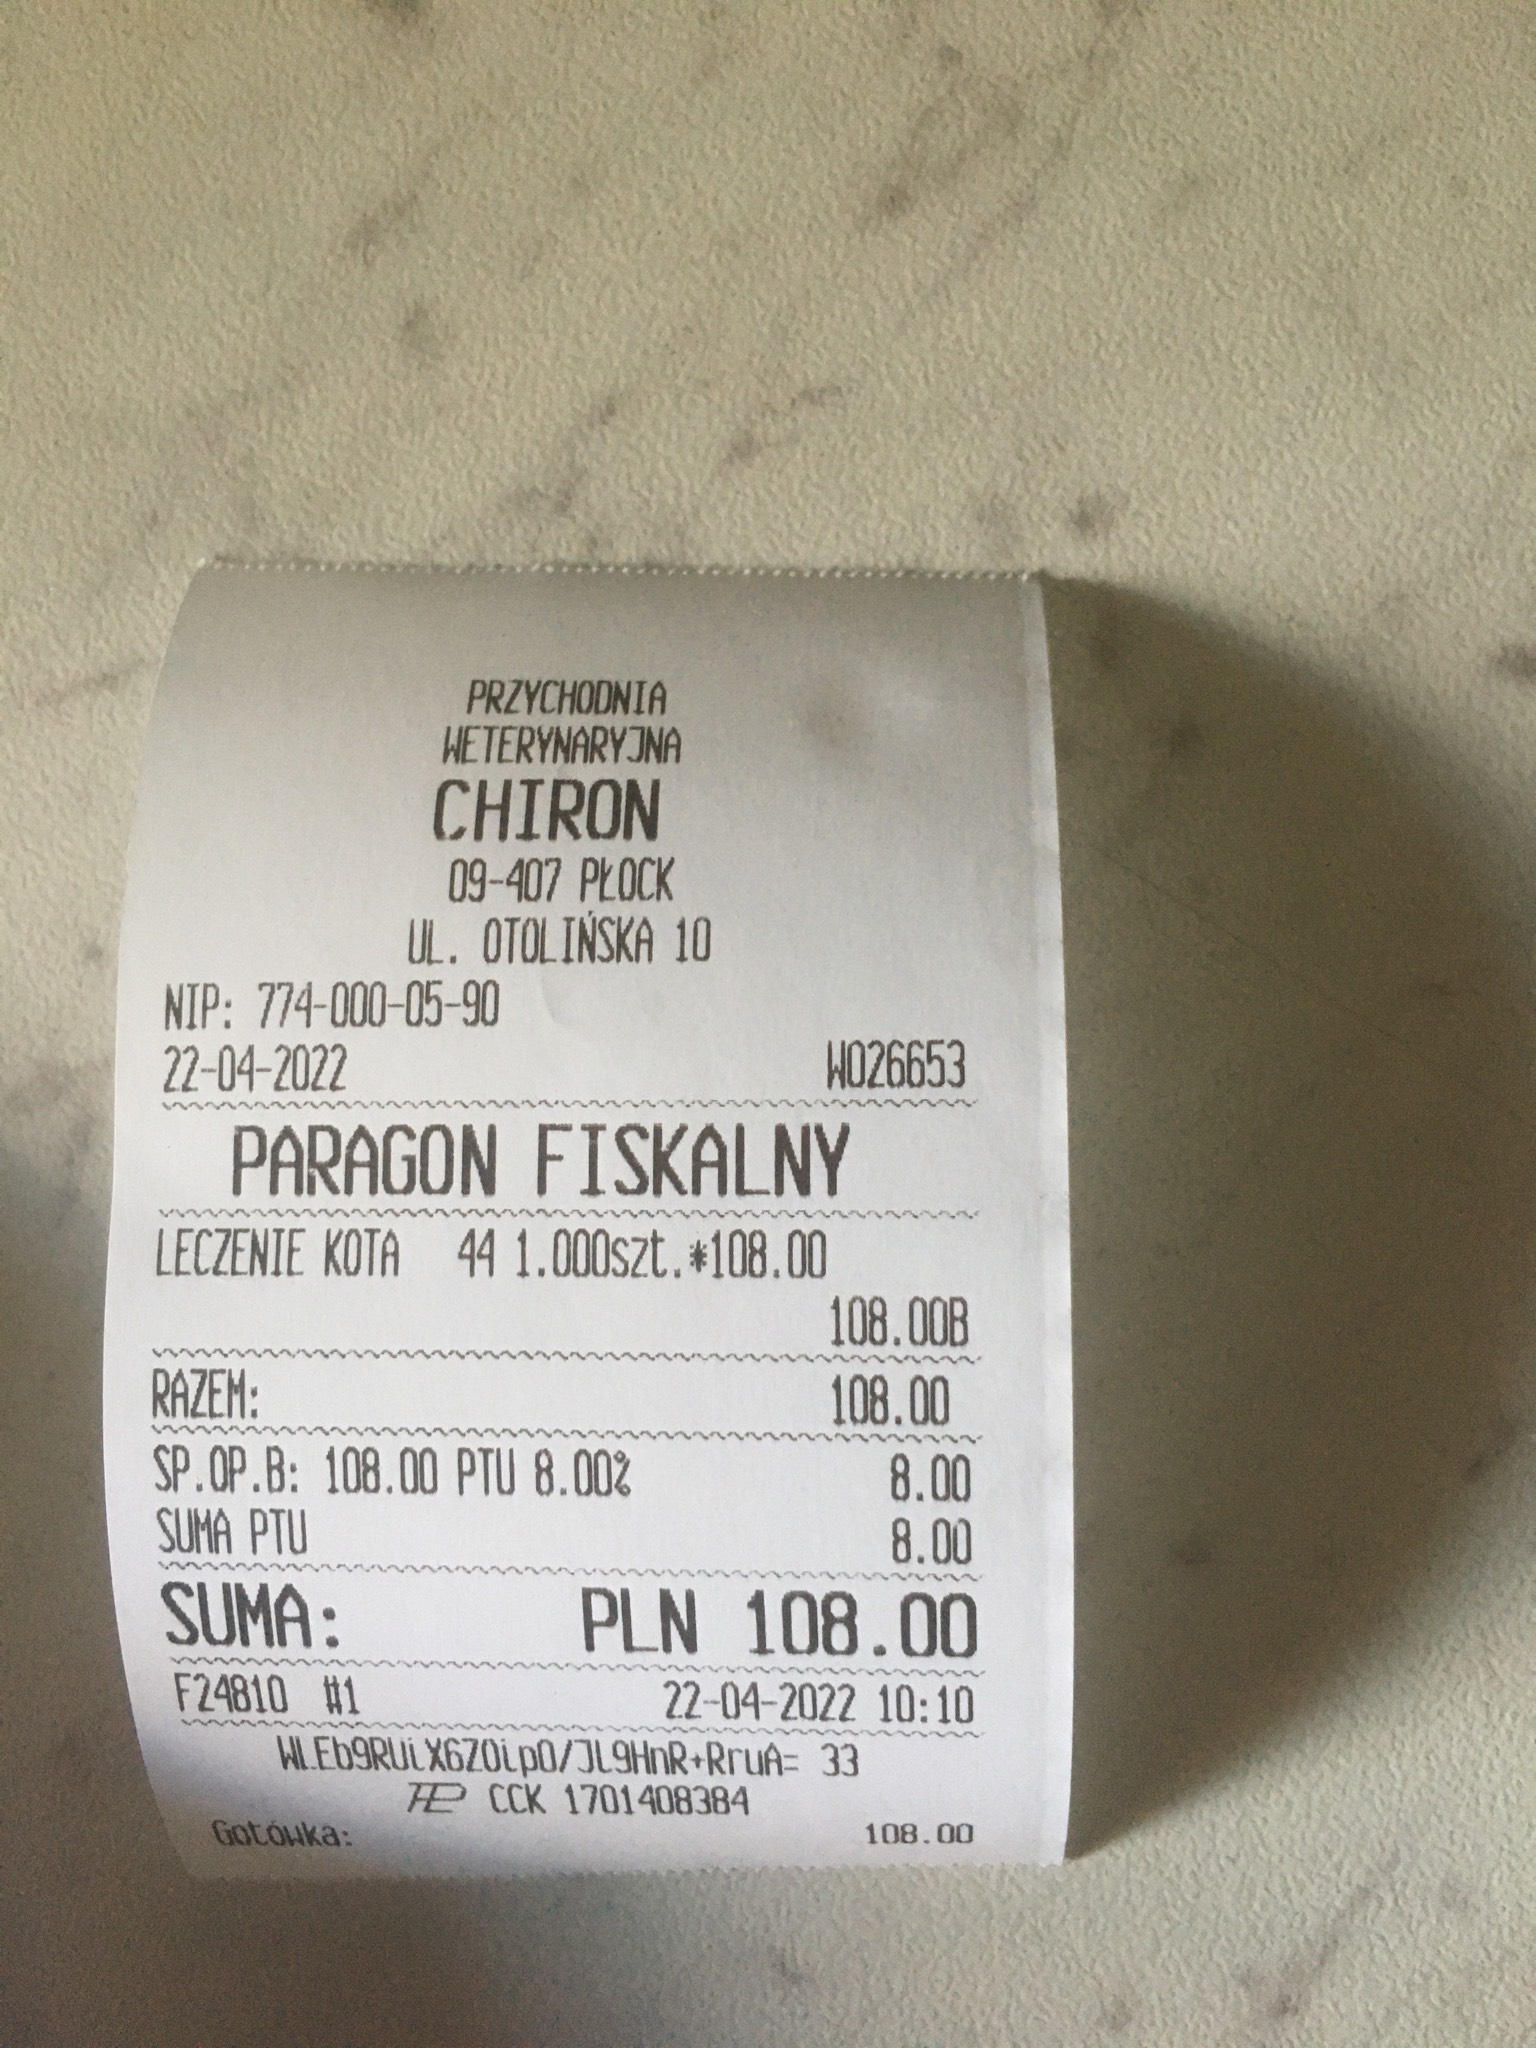 PRZYCHODNIA
WETERYNARYJNA
CHIRON
09-407 PŁOCK
UL. OTOLIŃSKA 10
NIP: 774-000-05-90
22-04-2022 W026653
PARAGON FISKALNY
LECZENIE KOTA 44 1.000szt.*108.00
108.00B
RAZEM: 108.00
SP.OP.B: 108.00 PTU 8.00% 8.00
SUMA PTU 8.00
SUMA: PLN 108.00
F24810 #1 22-04-2022 10:10
33
CCK 1701408384
Gotówka: 108.00